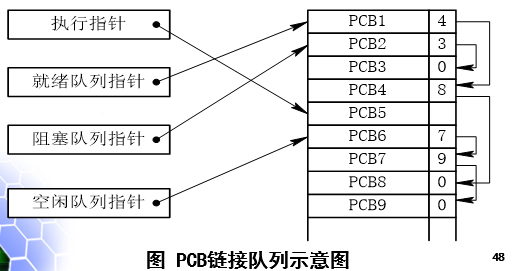 执行指针
就绪队列指针
阻塞队列指针
空闲队列指针
PCB1 4
PCB2 3
PCB3 0
PCB4 8
PCB5
PCB6 7
PCB7 9
PCB8 0
PCB9 0
图 PCB链接队列示意图
48